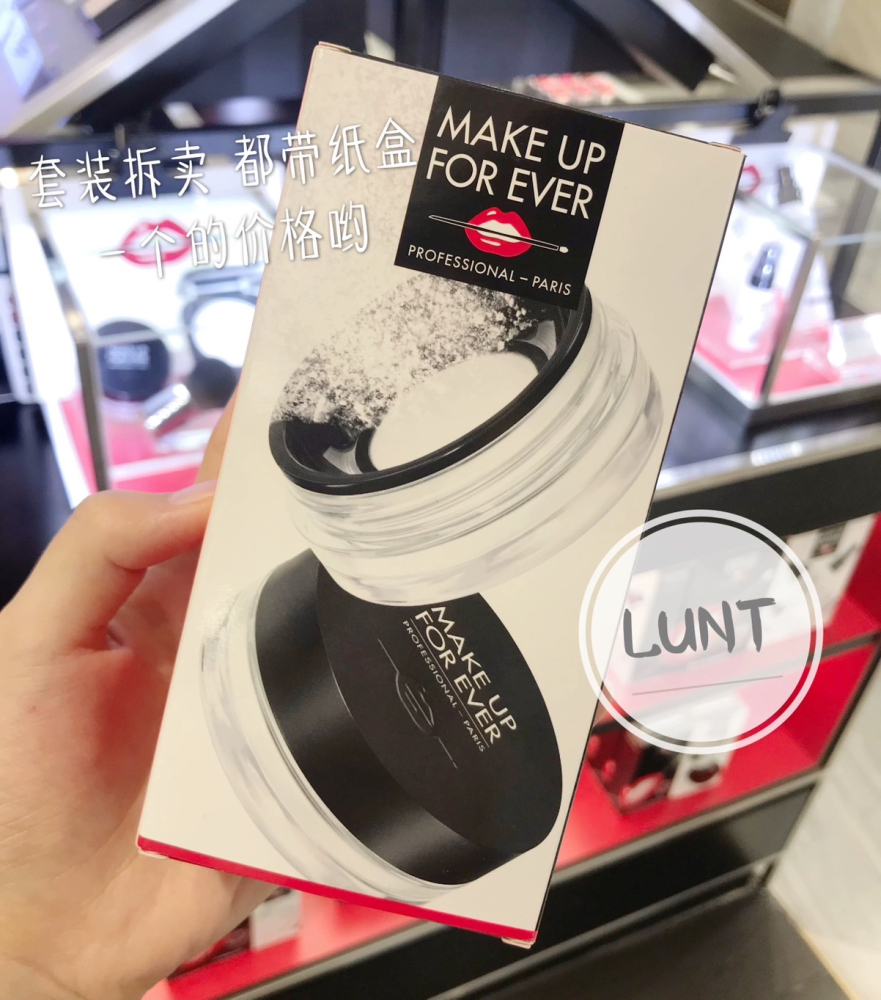 套装拆卖 都带纸盒
一个的价格哟
MAKE UP
FOR EVER
PROFESSIONAL – PARIS
MAKE UP
FOR EVER
PROFESSIONAL – PARIS
LUNT